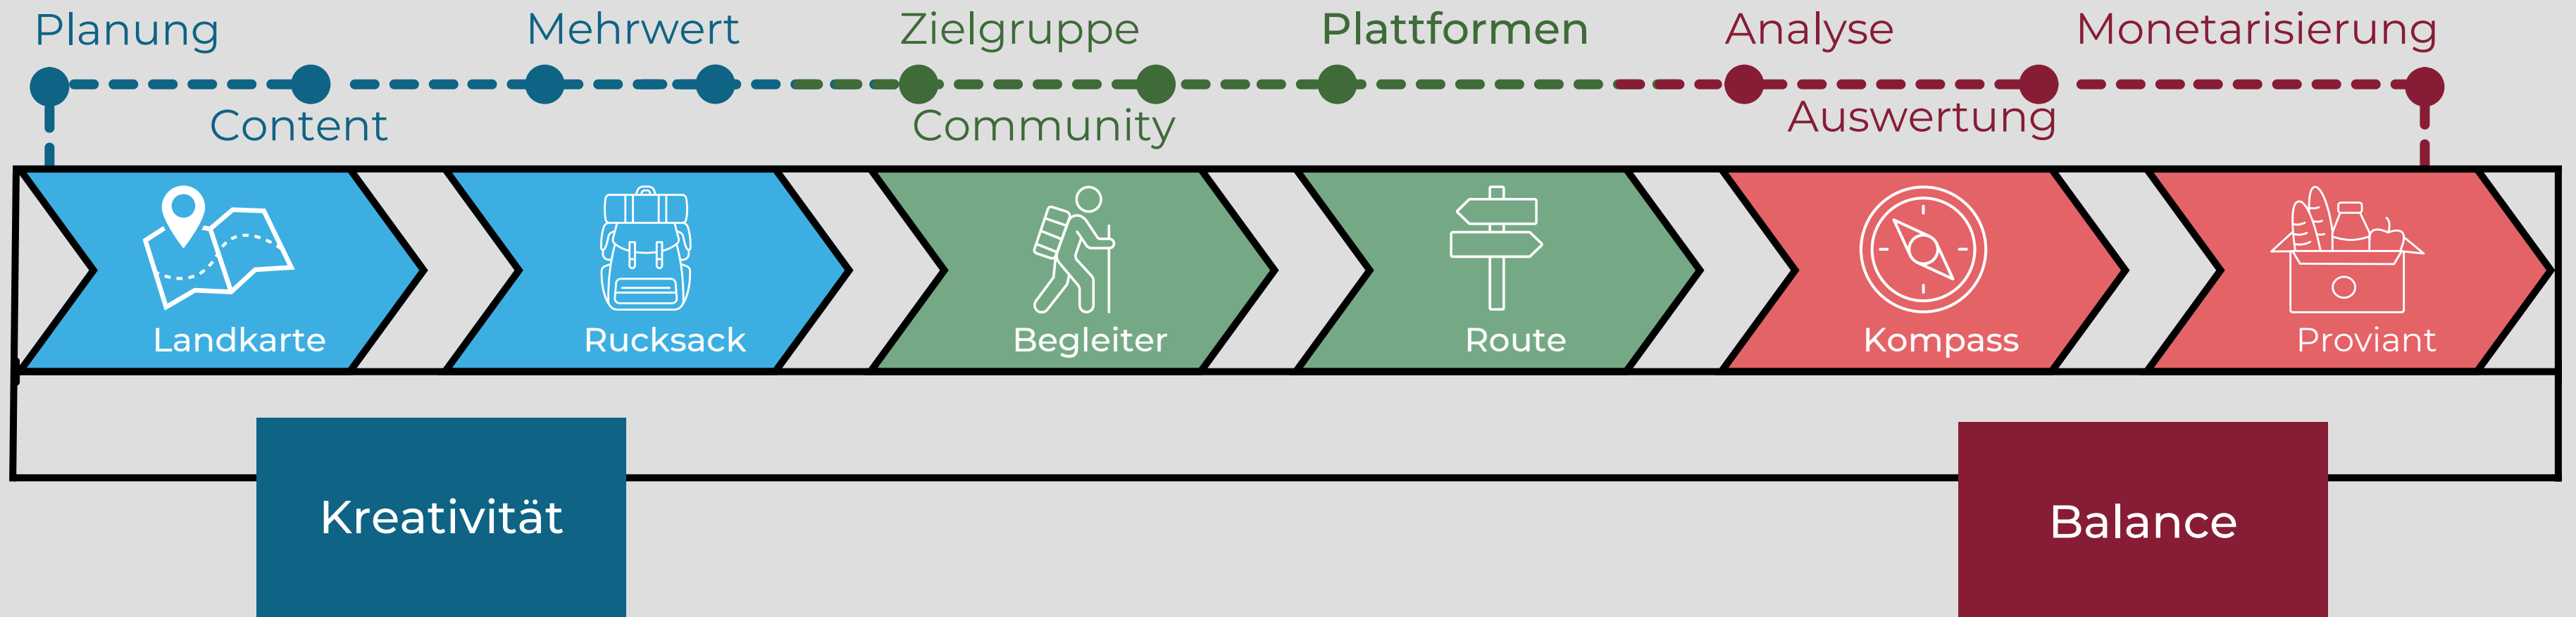 Planung
Mehrwert
Zielgruppe
Plattformen
Analyse
Monetarisierung
Content
Community
Auswertung
Landkarte
Rucksack
Begleiter
Route
Kompass
Proviant
Kreativität
Balance